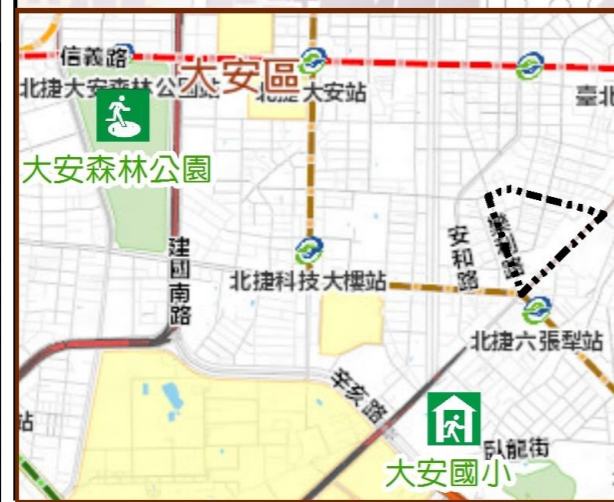 信義路
大安區
北捷大安森林公園站
北捷大安站
臺北
大安森林公園
建國南路
安和路
北捷科技大樓站
北捷六張犁站
辛亥路
站
臥龍街
大安國小